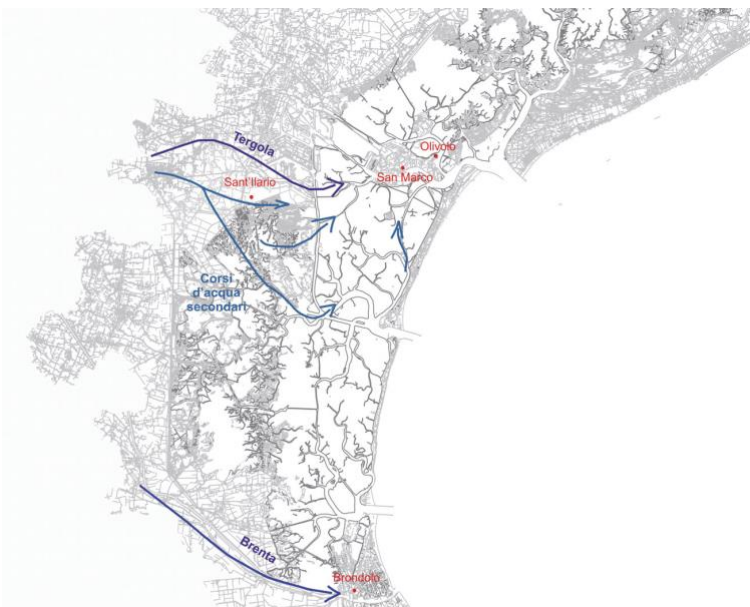 Tergola
Olivolo
San Marco
Sant'Ilario
Corsi
d'acqua
secondari
Brenta
Brondolo